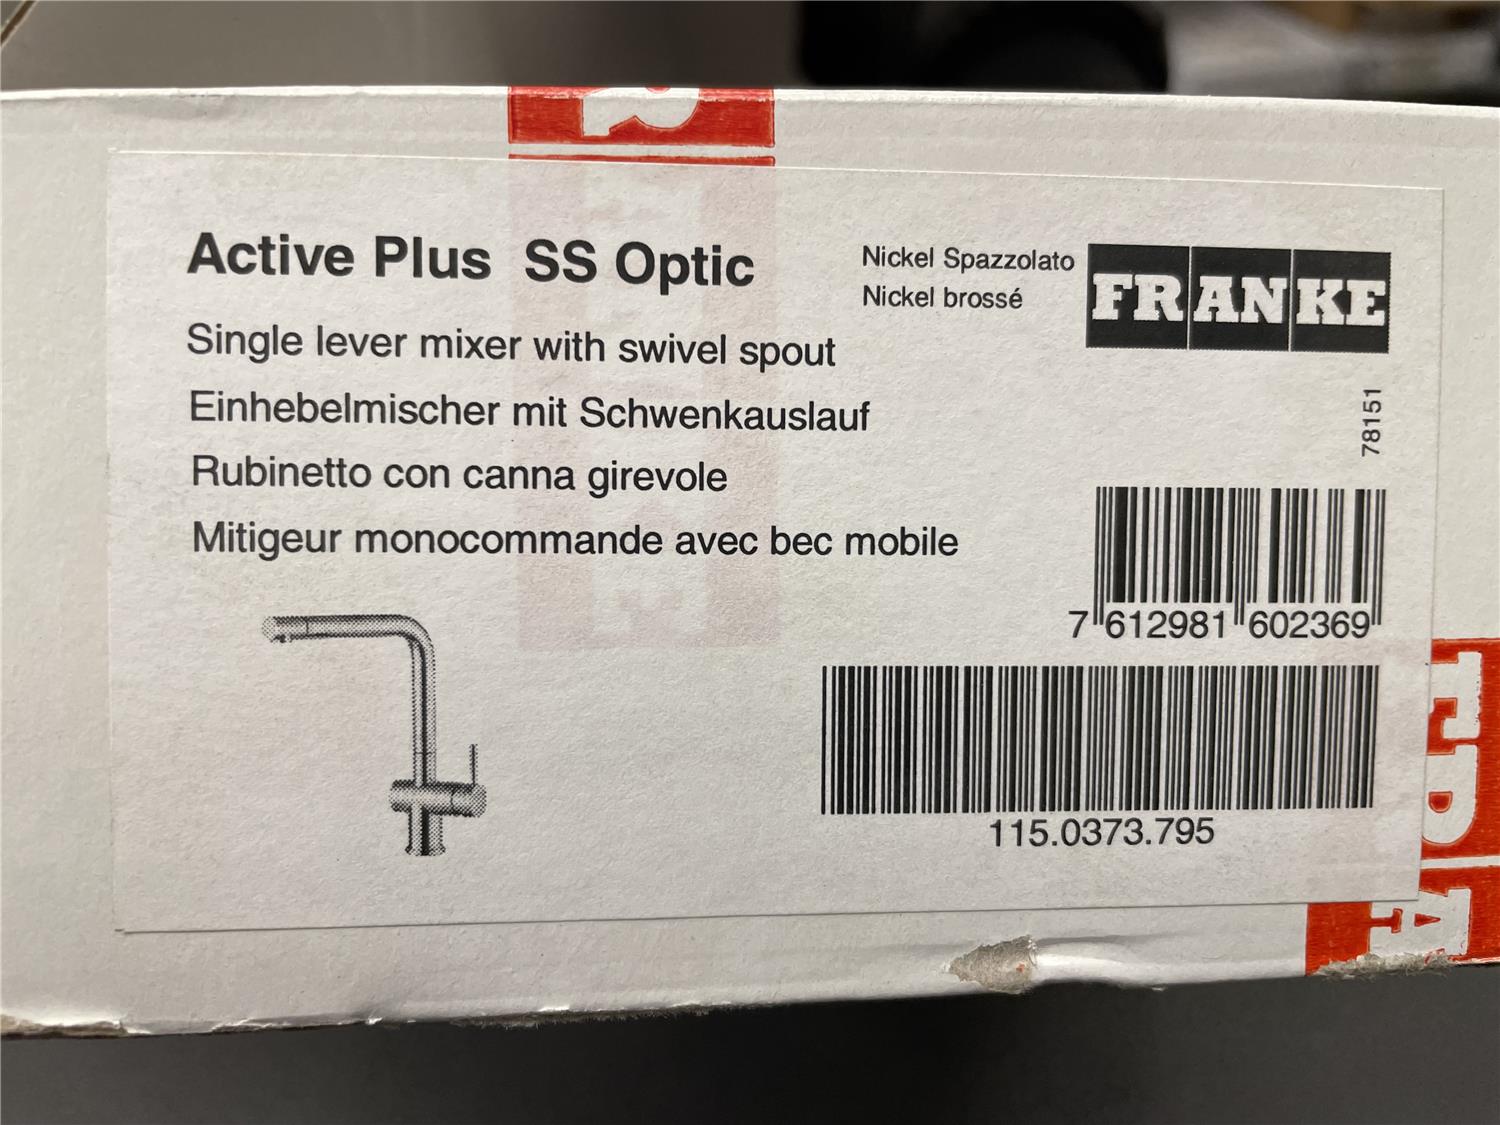 Active Plus SS Optic
Nickel Spazzolato
Nickel brossé
FRANKE
Single lever mixer with swivel spout
Einhebelmischer mit Schwenkauslauf
Rubinetto con canna girevole
Mitigeur monocommande avec bec mobile
78151
7 612981 602369
115.0373.795